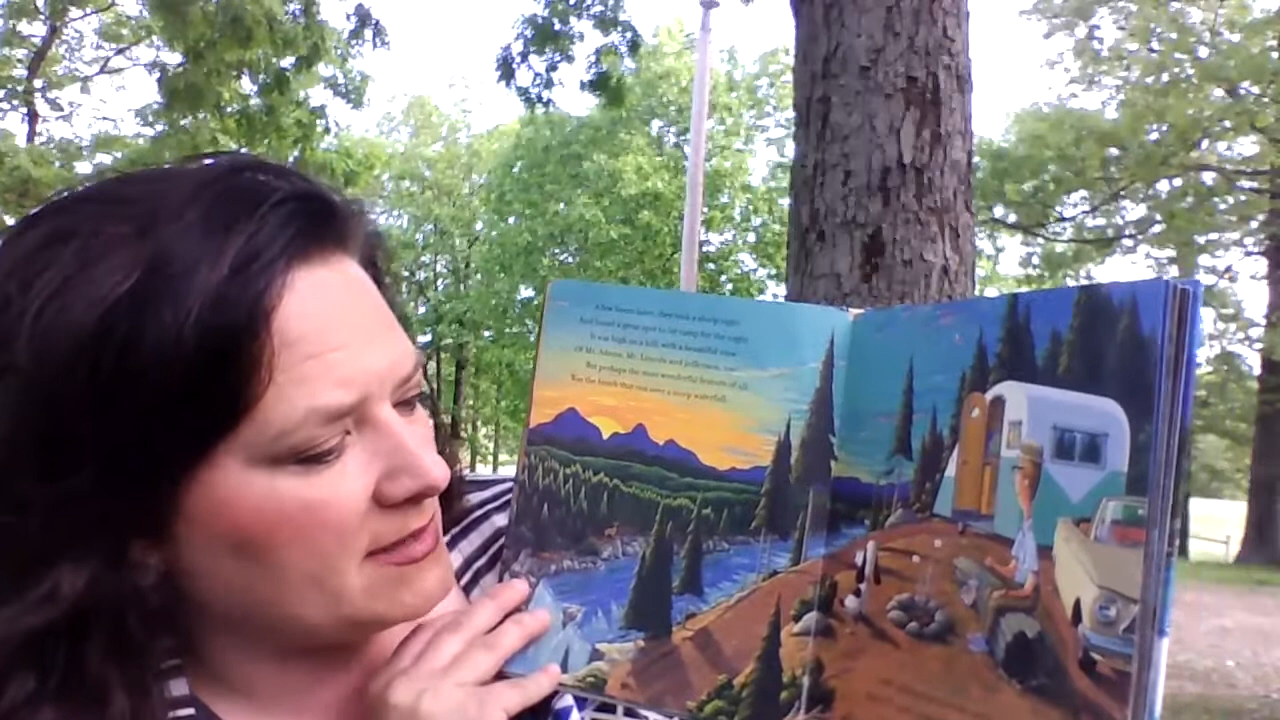 A few hours later, they took a sharp right
And found a great spot to set camp for the night.
It was high on a hill, with a beautiful view
Of Mt. Adams, Mt. Lincoln and Jefferson, too.
But perhaps the most wonderful feature of all
Was the beach that ran over a steep waterfall.